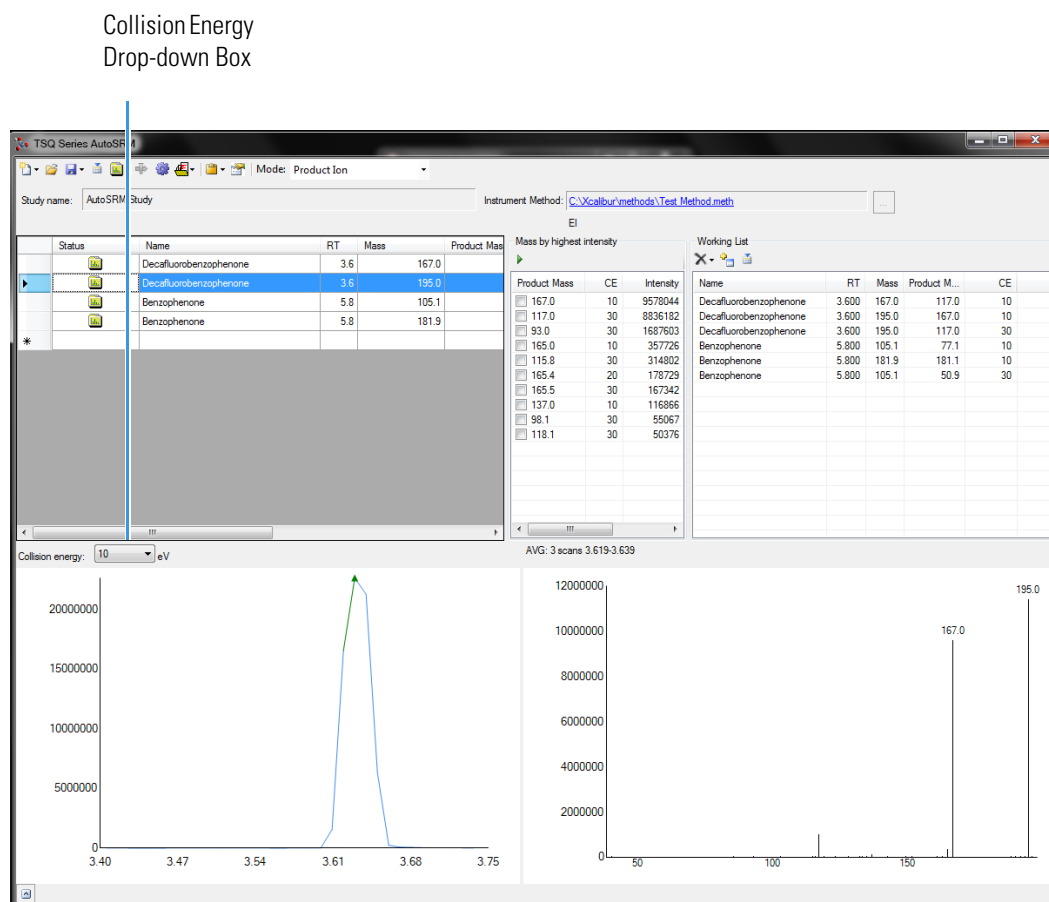 Collision Energy
Drop-down Box
TSQ Series AutoSRM
Mode: Product Ion
Study name: AutoSRM Study
Instrument Method: C:\Xcalibur\methods\Test Method.meth
...
EI
Status Name RT Mass Product Mas
Decafluorobenzophenone 3.6 167.0
Decafluorobenzophenone 3.6 195.0
Benzophenone 5.8 105.1
Benzophenone 5.8 181.9
Mass by highest intensity
Product Mass CE Intensity
167.0 10 9578044
117.0 30 8836182
93.0 30 1687603
165.0 10 357726
115.8 30 314802
165.4 20 178729
165.5 30 167342
137.0 10 116866
98.1 30 55067
118.1 30 50376
Working List
Name RT Mass Product M... CE
Decafluorobenzophenone 3.600 167.0 117.0 10
Decafluorobenzophenone 3.600 195.0 167.0 10
Decafluorobenzophenone 3.600 195.0 117.0 30
Benzophenone 5.800 105.1 77.1 10
Benzophenone 5.800 181.9 181.1 10
Benzophenone 5.800 105.1 50.9 30
Collision energy: 10 eV
AVG: 3 scans 3.619-3.639
20000000
15000000
10000000
5000000
0
3.40 3.47 3.54 3.61 3.68 3.75
12000000
10000000
8000000
6000000
4000000
2000000
0
195.0
167.0
50 100 150